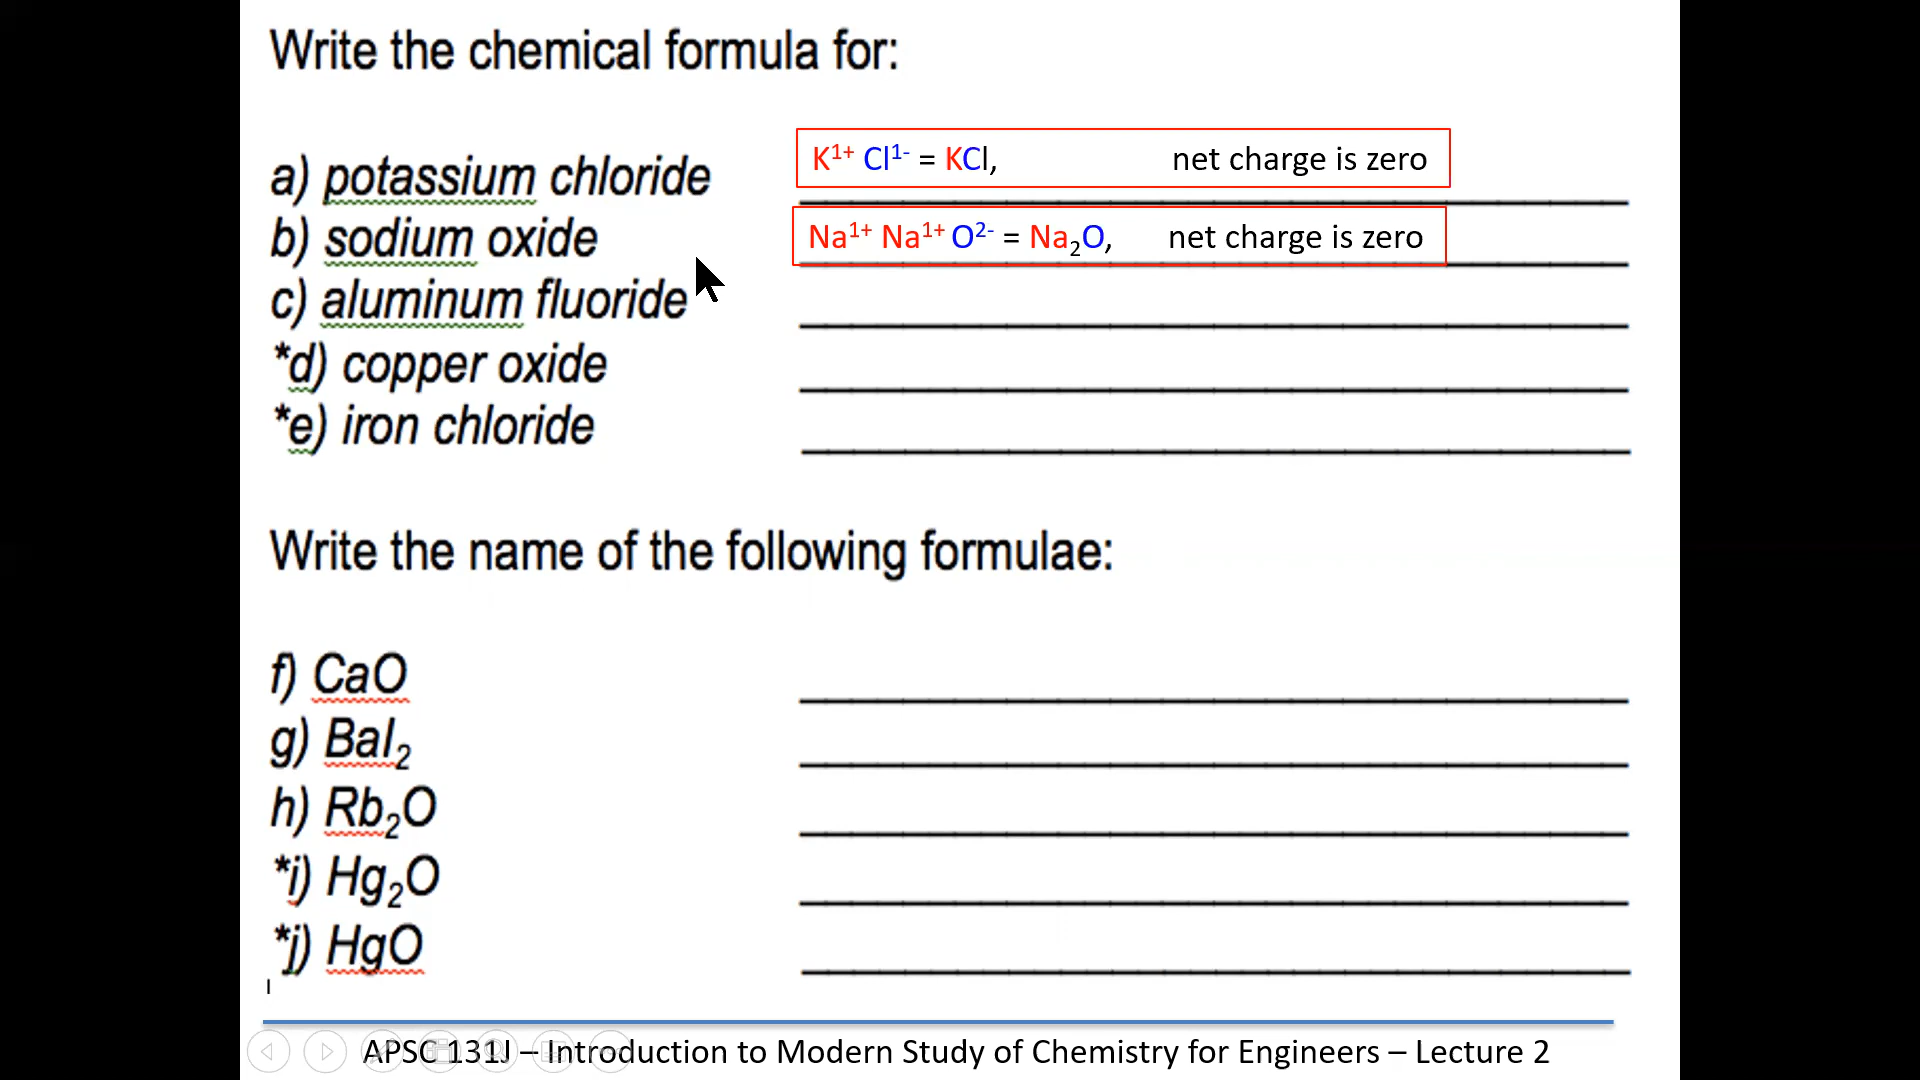 Write the chemical formula for:
a) potassium chloride
K¹⁺ Cl¹⁻ = KCl, net charge is zero
b) sodium oxide
Na¹⁺ Na¹⁺ O²⁻ = Na₂O, net charge is zero
c) aluminum fluoride
*d) copper oxide
*e) iron chloride
Write the name of the following formulae:
f) CaO
g) BaI₂
h) Rb₂O
*i) Hg₂O
*j) HgO
APSC 131J – Introduction to Modern Study of Chemistry for Engineers – Lecture 2